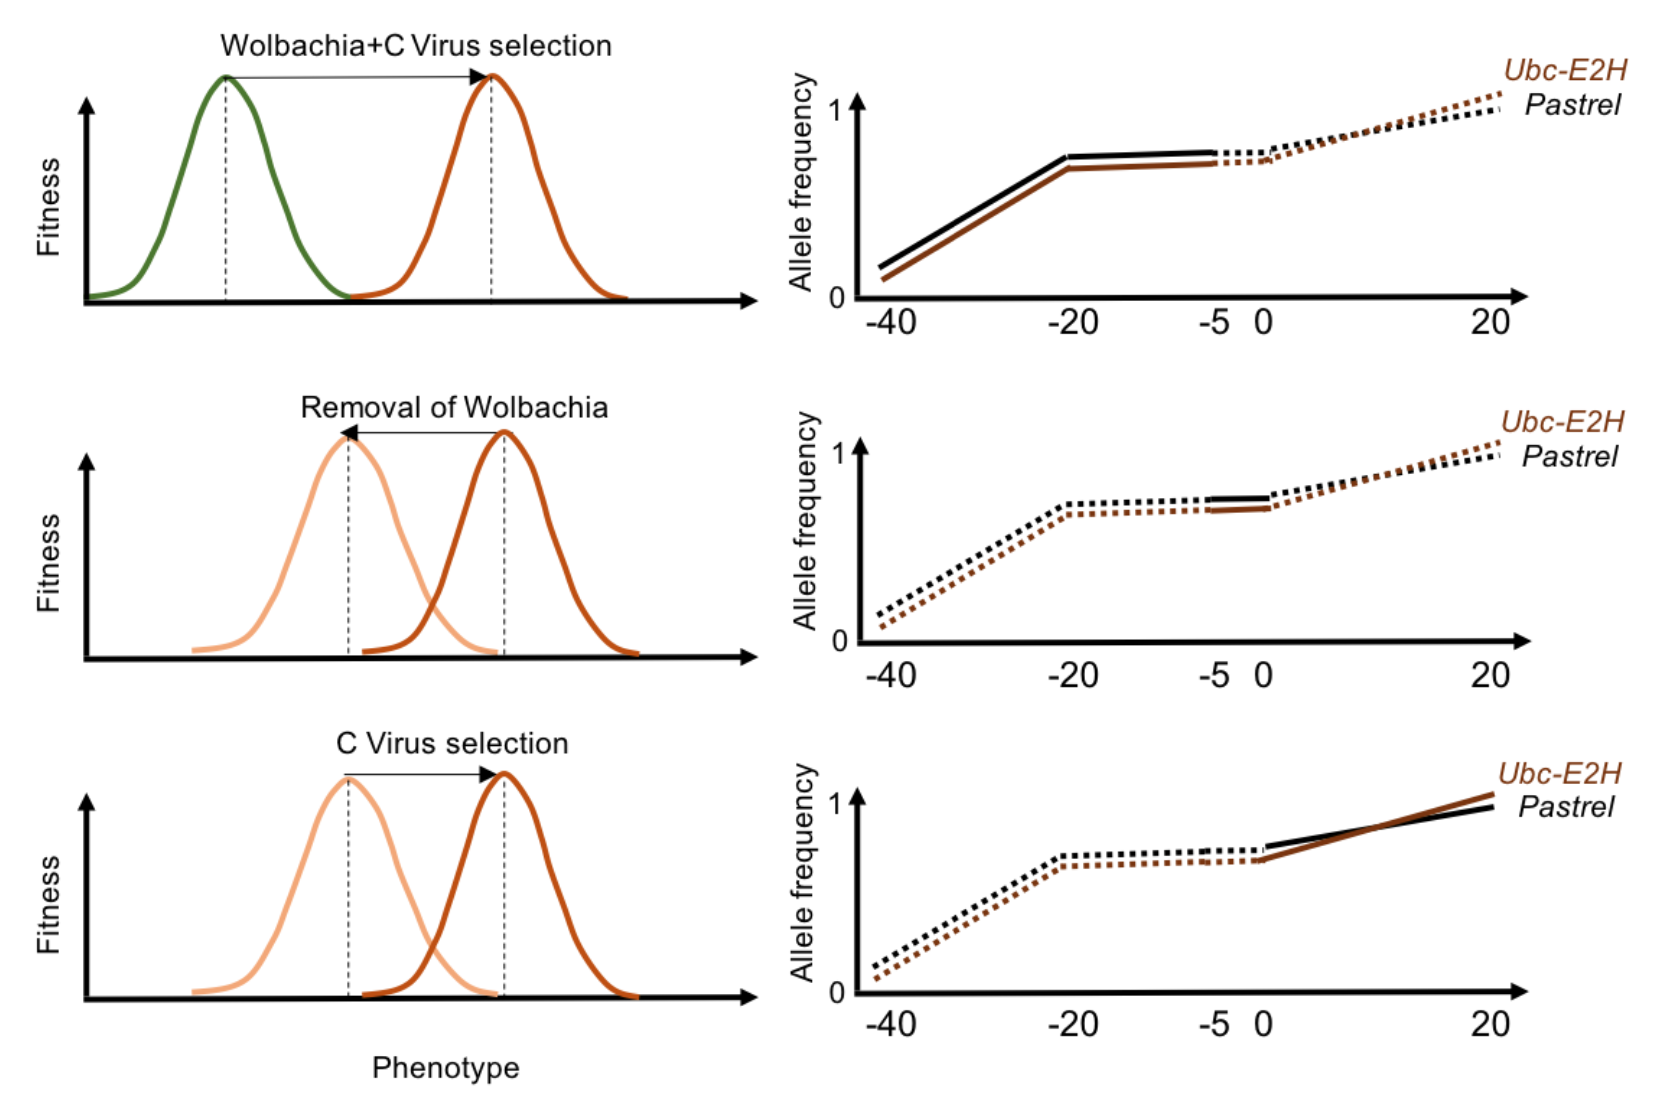 Wolbachia+C Virus selection
Fitness
Allele frequency
1
0
-40 -20 -5 0 20
Ubc-E2H
Pastrel
Removal of Wolbachia
Fitness
Allele frequency
1
0
-40 -20 -5 0 20
Ubc-E2H
Pastrel
C Virus selection
Fitness
Phenotype
Allele frequency
1
0
-40 -20 -5 0 20
Ubc-E2H
Pastrel